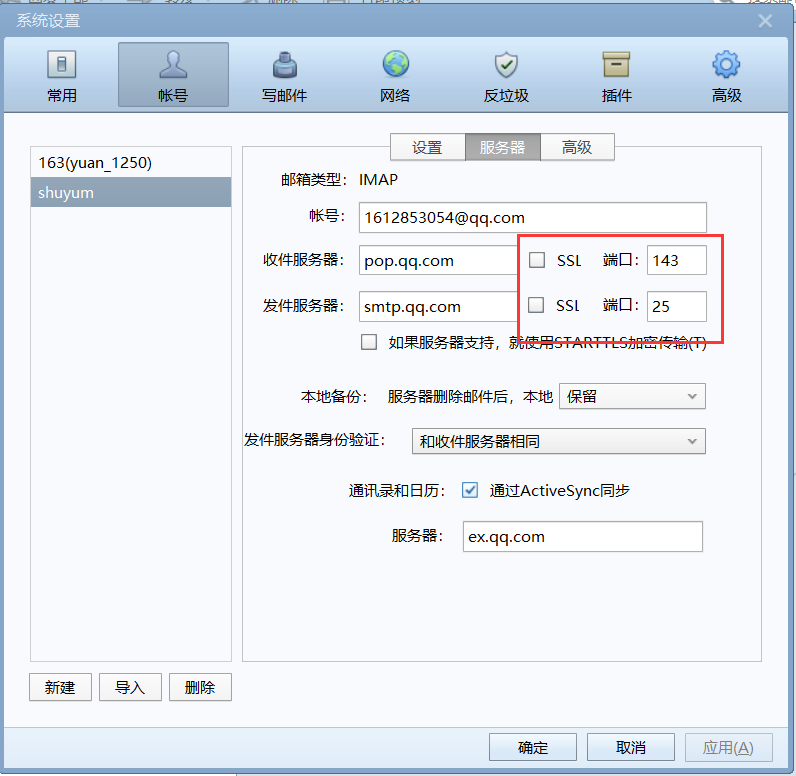 系统设置
常用 帐号 写邮件 网络 反垃圾 插件 高级
163(yuan_1250)
shuyum
设置 服务器 高级
邮箱类型: IMAP
帐号: 1612853054@qq.com
收件服务器: pop.qq.com SSL 端口: 143
发件服务器: smtp.qq.com SSL 端口: 25
如果服务器支持，就使用STARTTLS加密传输(T)
本地备份: 服务器删除邮件后，本地 保留
发件服务器身份验证: 和收件服务器相同
通讯录和日历: 通过ActiveSync同步
服务器: ex.qq.com
新建 导入 删除
确定 取消 应用(A)